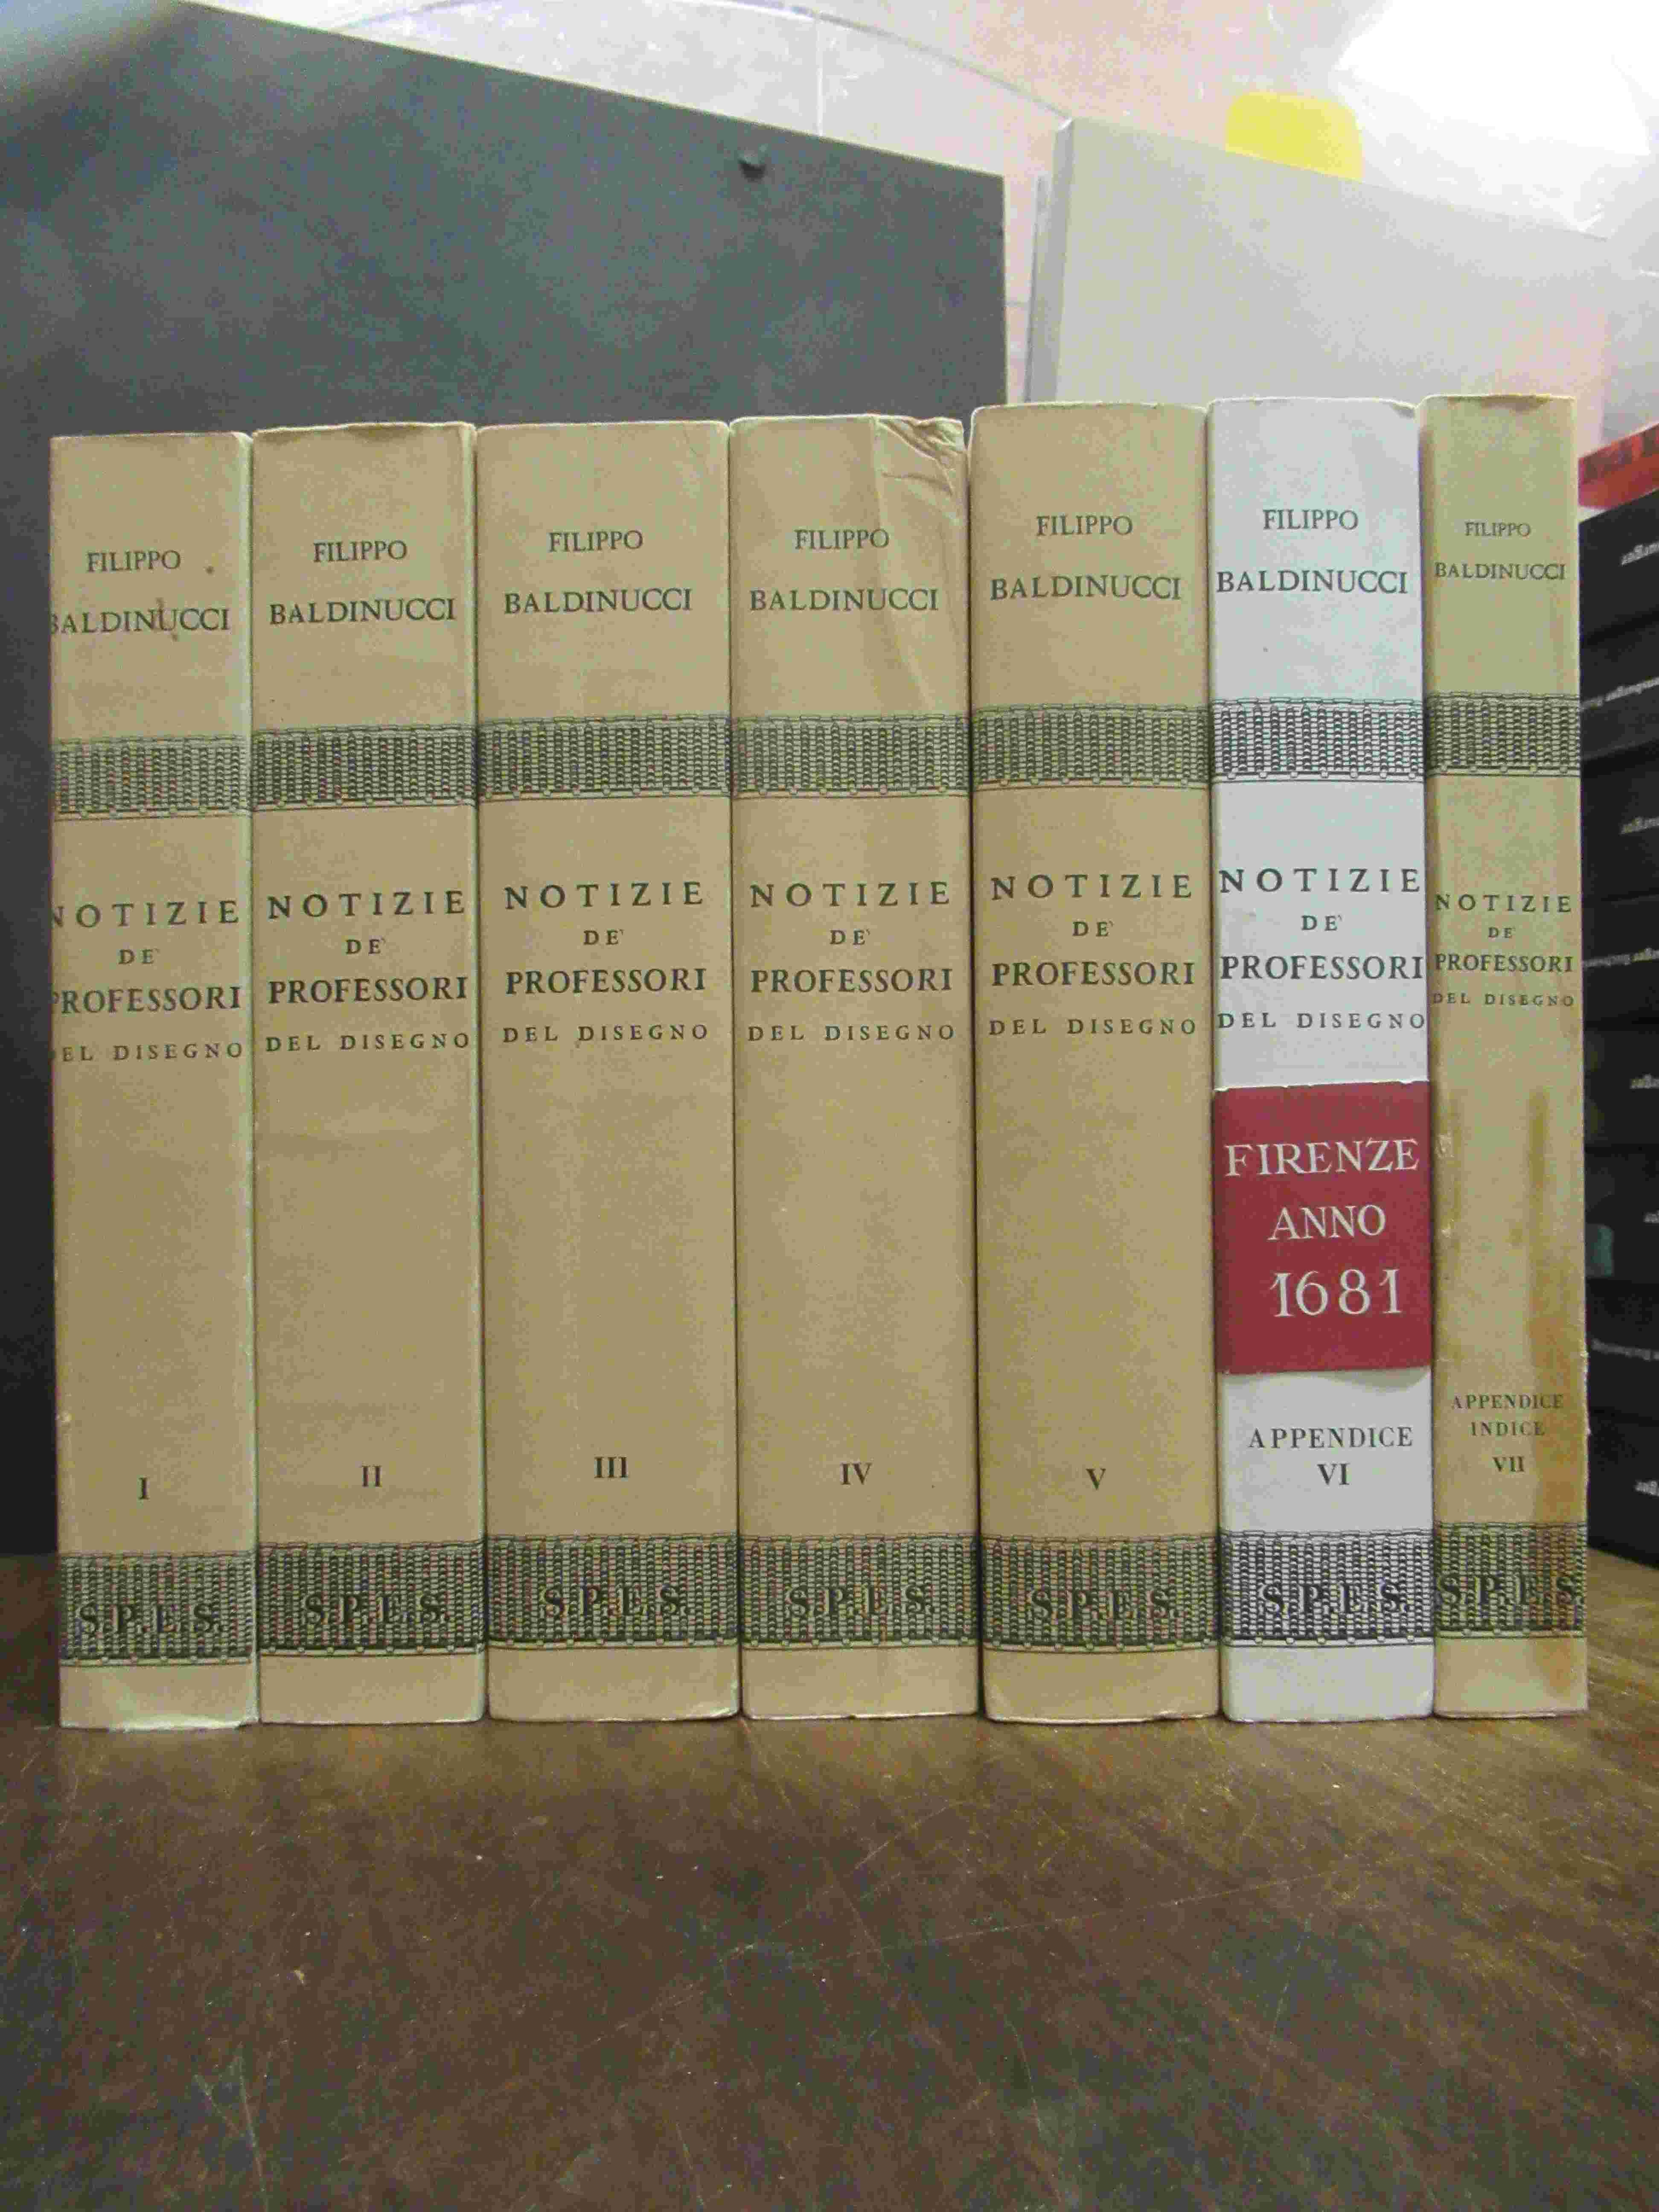 FILIPPO
BALDINUCCI
NOTIZIE
DE'
PROFESSORI
DEL DISEGNO
I
S.P.E.S.
FILIPPO
BALDINUCCI
NOTIZIE
DE'
PROFESSORI
DEL DISEGNO
II
S.P.E.S.
FILIPPO
BALDINUCCI
NOTIZIE
DE'
PROFESSORI
DEL DISEGNO
III
S.P.E.S.
FILIPPO
BALDINUCCI
NOTIZIE
DE'
PROFESSORI
DEL DISEGNO
IV
S.P.E.S.
FILIPPO
BALDINUCCI
NOTIZIE
DE'
PROFESSORI
DEL DISEGNO
V
S.P.E.S.
FILIPPO
BALDINUCCI
NOTIZIE
DE'
PROFESSORI
DEL DISEGNO
FIRENZE
ANNO
1681
APPENDICE
VI
S.P.E.S.
FILIPPO
BALDINUCCI
NOTIZIE
DE'
PROFESSORI
DEL DISEGNO
APPENDICE
INDICE
VII
S.P.E.S.